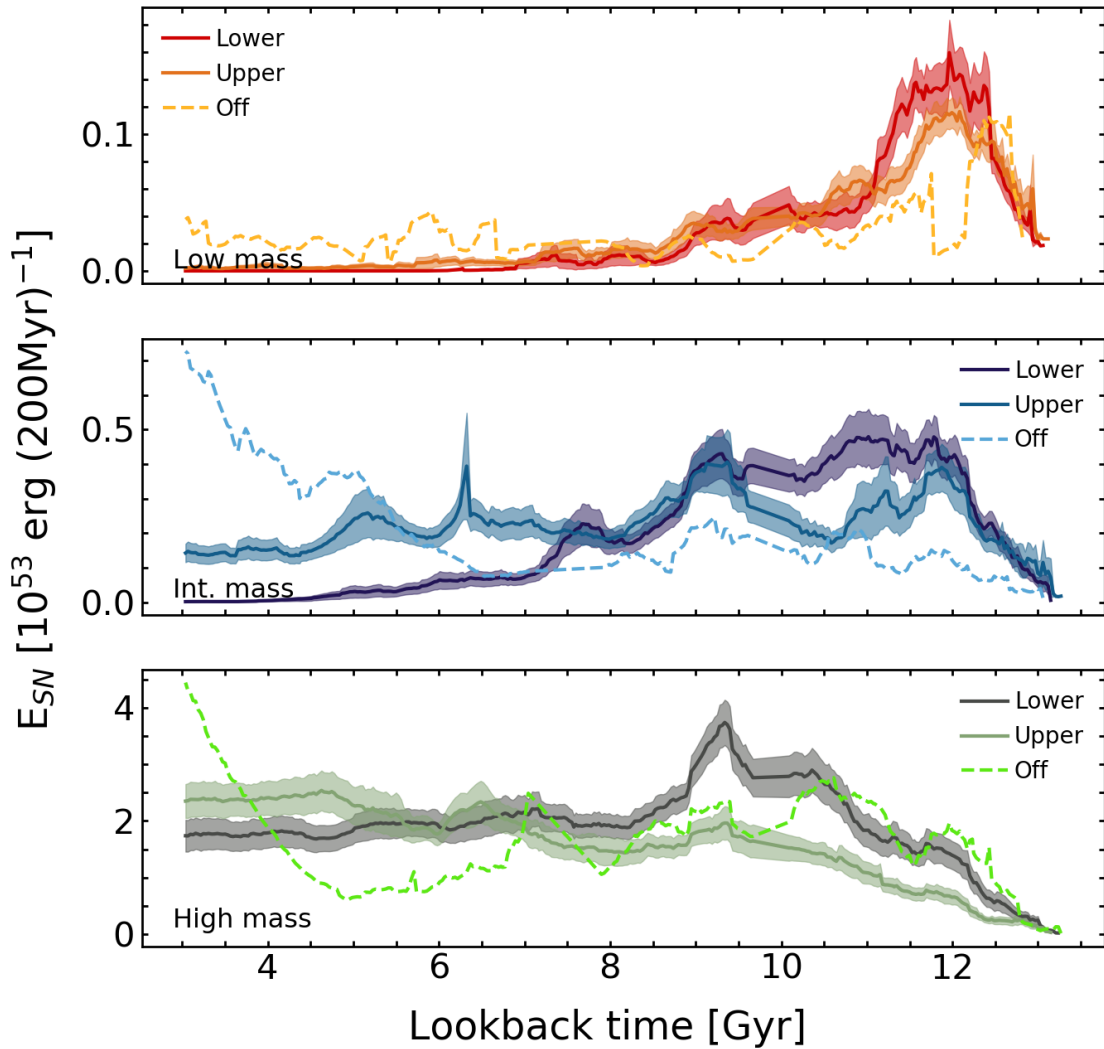 Lower
Upper
Off
0.1
0.0
Low mass
E_{SN} [10^{53} erg (200Myr)^{-1}]
Lower
Upper
Off
0.5
0.0
Int. mass
Lower
Upper
Off
4
2
0
High mass
4 6 8 10 12
Lookback time [Gyr]